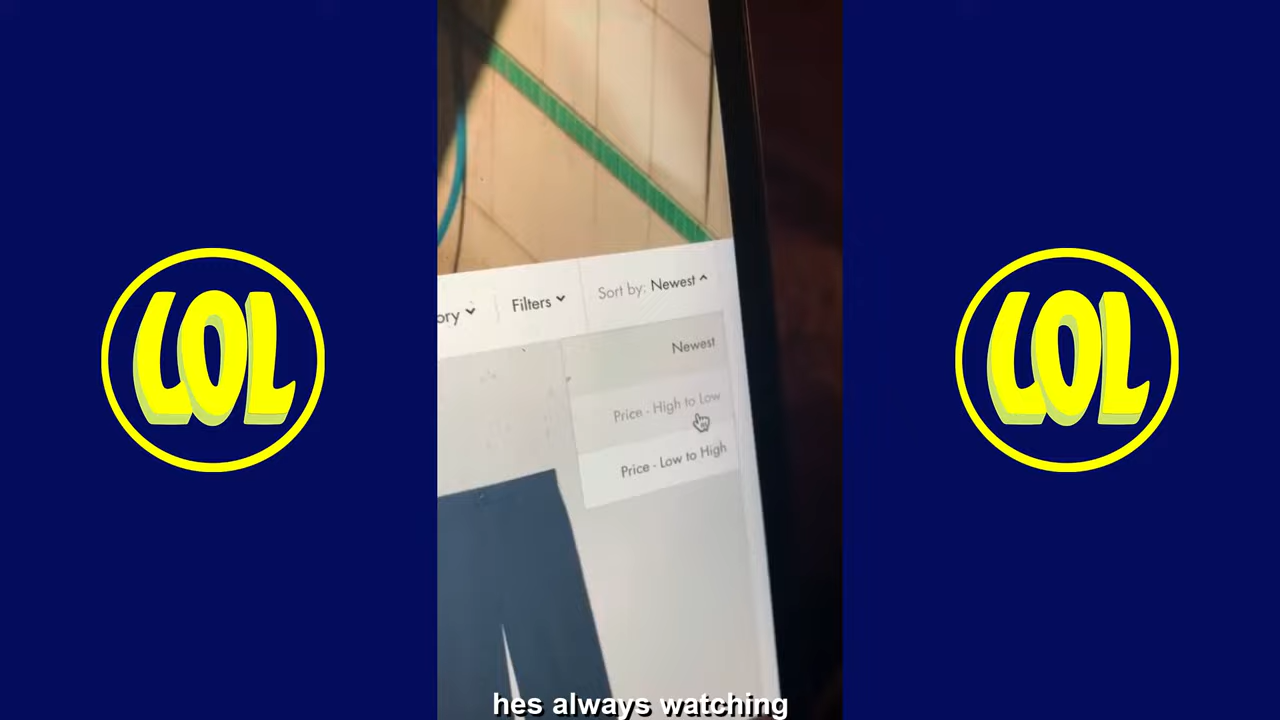 LOL
ory
Filters
Sort by: Newest
Newest
Price - High to Low
Price - Low to High
LOL
hes always watching